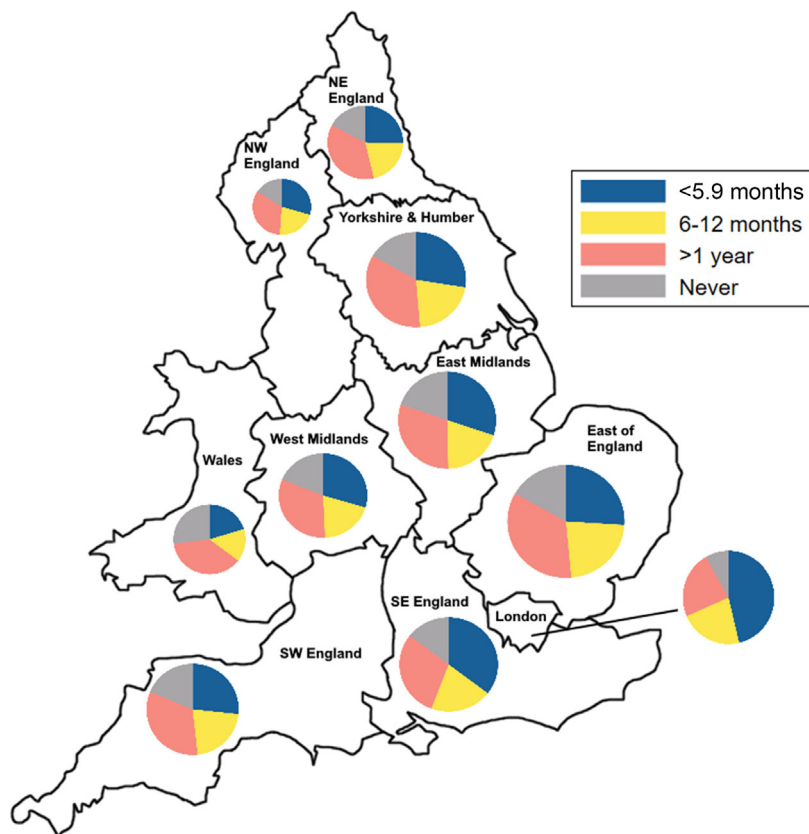 NE
England
NW
England
<5.9 months
6-12 months
>1 year
Never
Yorkshire & Humber
East Midlands
East of
England
West Midlands
Wales
SE England
London
SW England